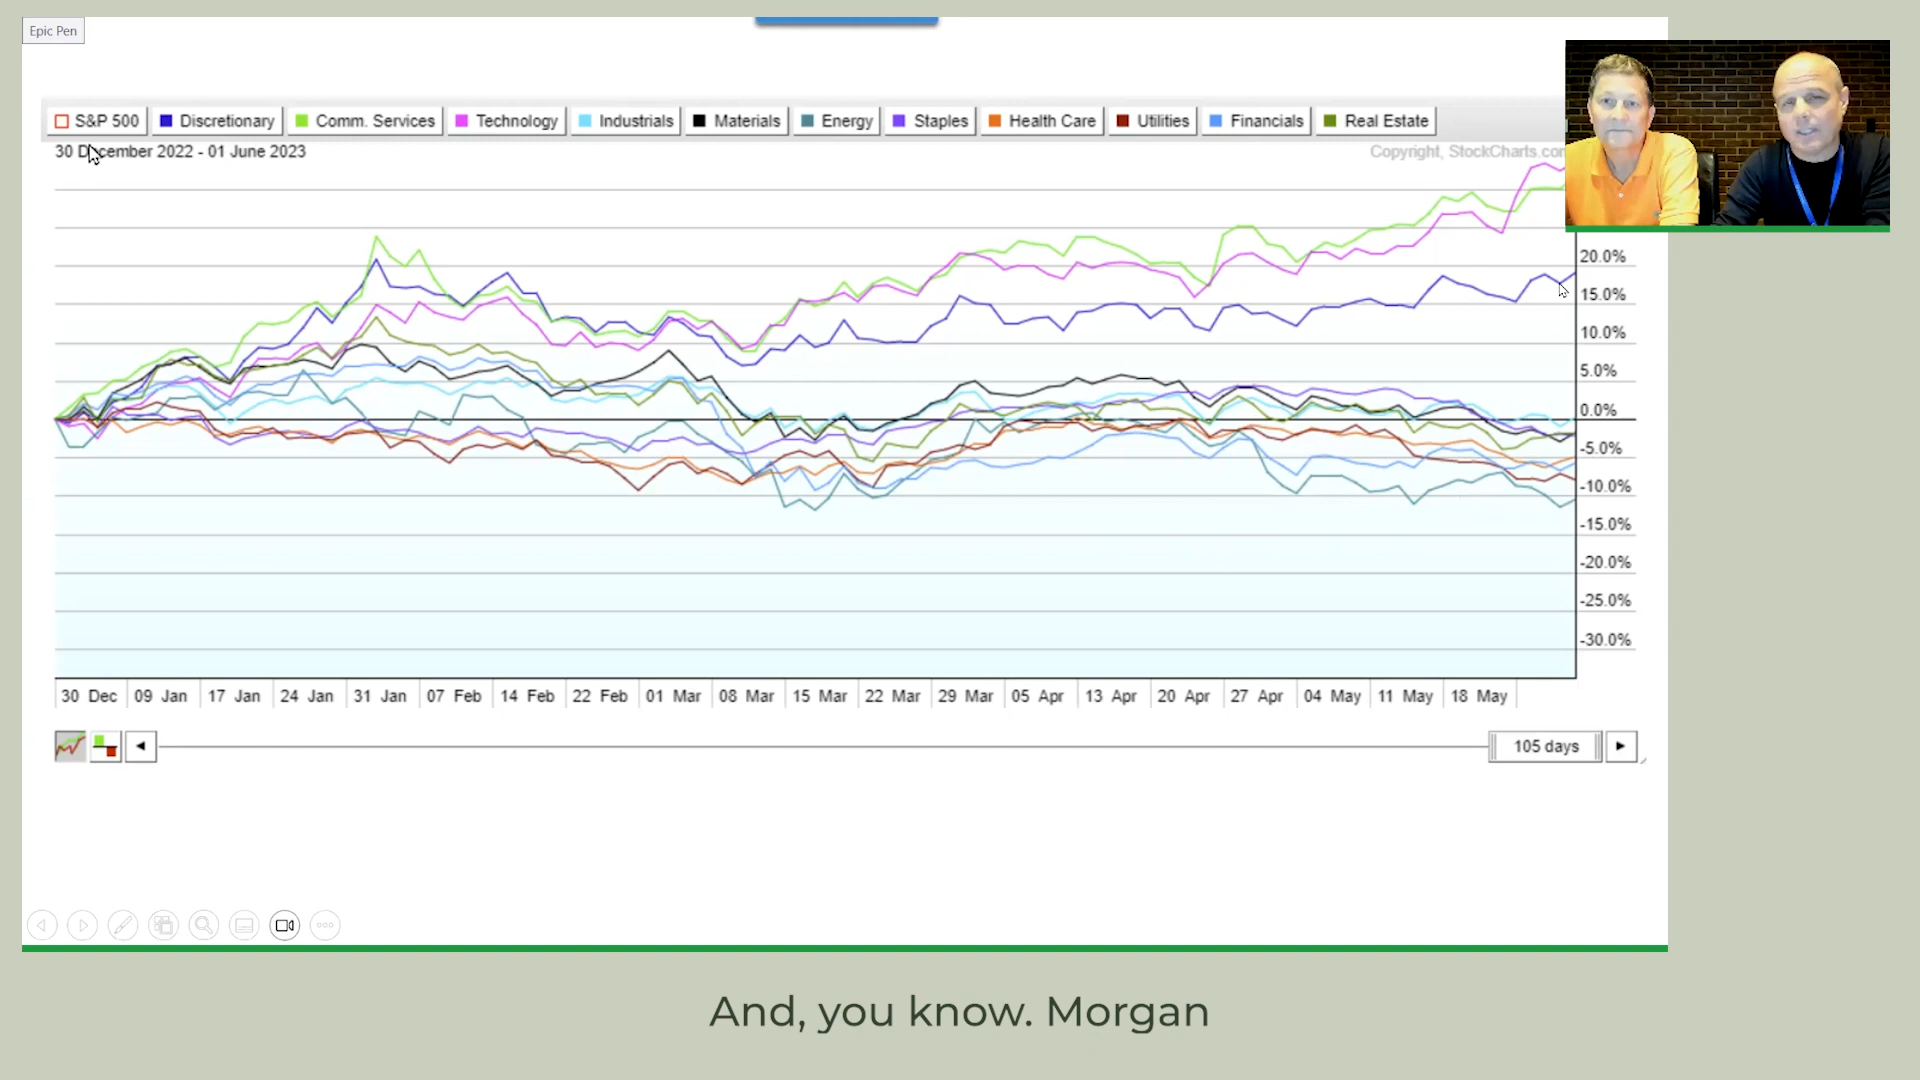 Epic Pen
S&P 500 Discretionary Comm. Services Technology Industrials Materials Energy Staples Health Care Utilities Financials Real Estate
30 December 2022 - 01 June 2023
Copyright, StockCharts.com
20.0%
15.0%
10.0%
5.0%
0.0%
-5.0%
-10.0%
-15.0%
-20.0%
-25.0%
-30.0%
30 Dec 09 Jan 17 Jan 24 Jan 31 Jan 07 Feb 14 Feb 22 Feb 01 Mar 08 Mar 15 Mar 22 Mar 29 Mar 05 Apr 13 Apr 20 Apr 27 Apr 04 May 11 May 18 May
105 days
And, you know. Morgan